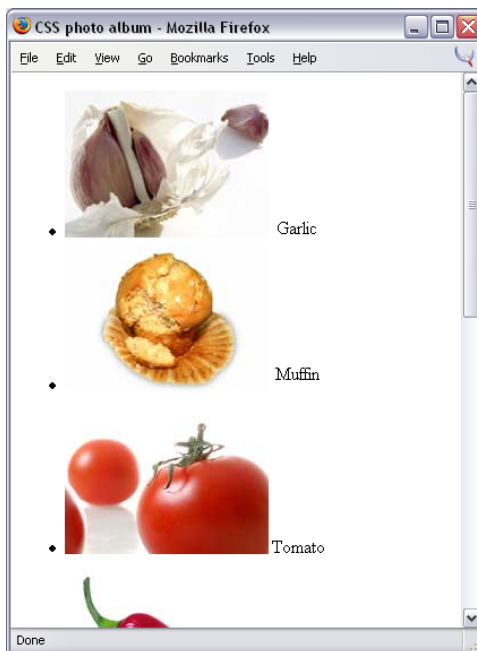 CSS photo album - Mozilla Firefox
File Edit View Go Bookmarks Tools Help
Garlic
Muffin
Tomato
Done